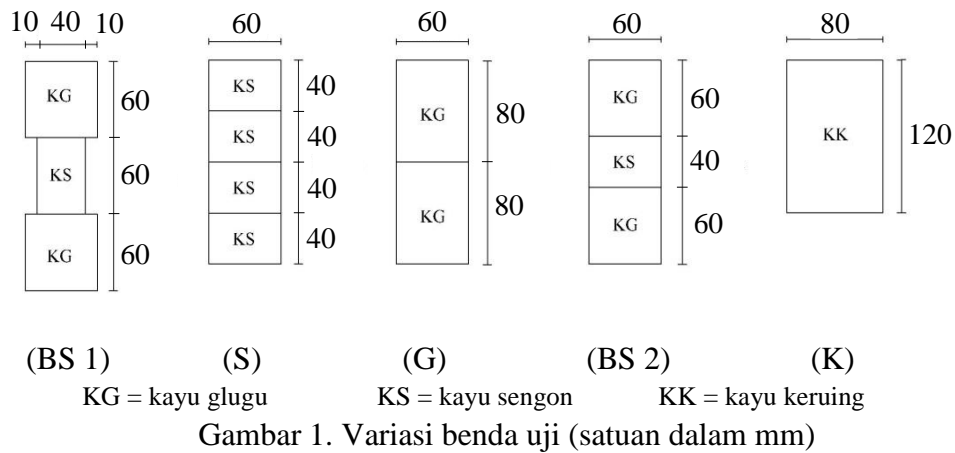 10 40 10 60 60 60 80
KG 60 KS 60 KG 60
KS 40
KS 40
KS 40
KS 40
KG 80
KG 80
KG 60
KS 40
KG 60
KK 120
(BS 1) (S) (G) (BS 2) (K)
KG = kayu glugu KS = kayu sengon KK = kayu keruing
Gambar 1. Variasi benda uji (satuan dalam mm)